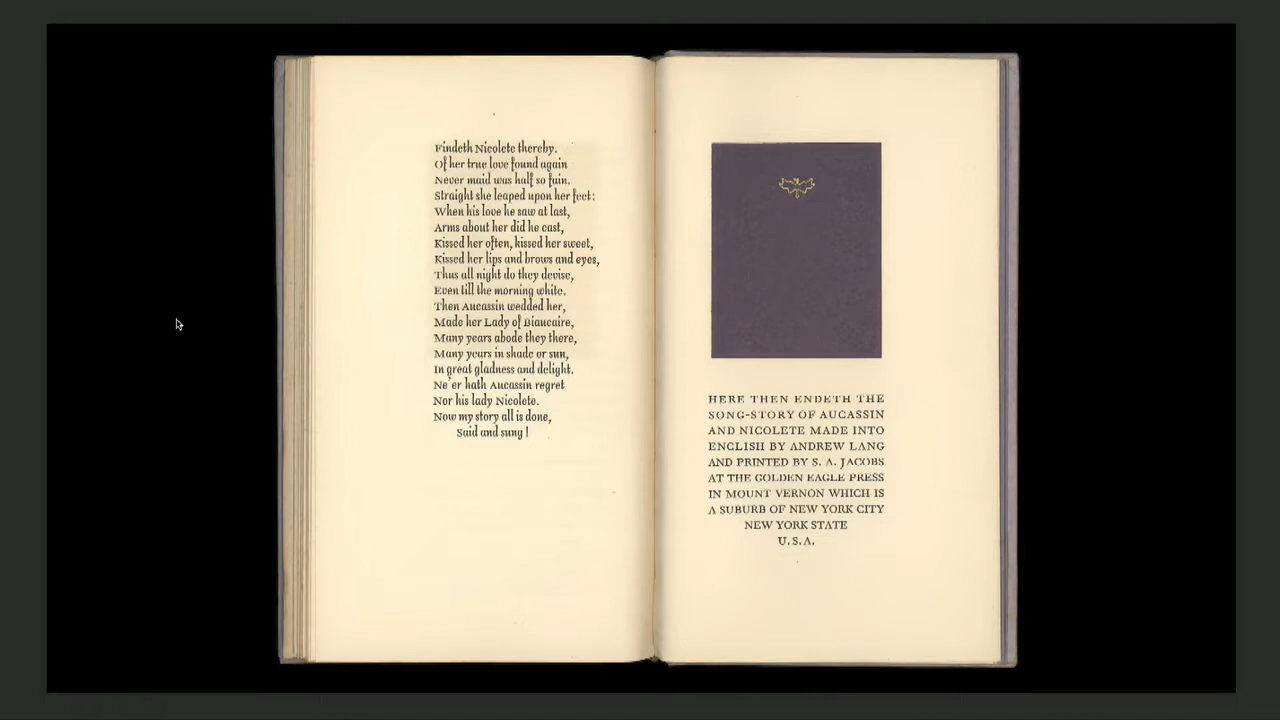 Findeth Nicolete thereby.
Of her true love found again
Never maid was half so fain.
Straight she leaped upon her feet:
When his love he saw at last,
Arms about her did he cast,
Kissed her often, kissed her sweet,
Kissed her lips and brows and eyes,
Thus all night do they devise,
Even till the morning white.
Then Aucassin wedded her,
Made her Lady of Biaucaire,
Many years abode they there,
Many years in shade or sun,
In great gladness and delight.
Ne'er hath Aucassin regret
Nor his lady Nicolete.
Now my story all is done,
Said and sung!
HERE THEN ENDETH THE
SONG-STORY OF AUCASSIN
AND NICOLETE MADE INTO
ENGLISH BY ANDREW LANG
AND PRINTED BY S. A. JACOBS
AT THE GOLDEN EAGLE PRESS
IN MOUNT VERNON WHICH IS
A SUBURB OF NEW YORK CITY
NEW YORK STATE
U. S. A.